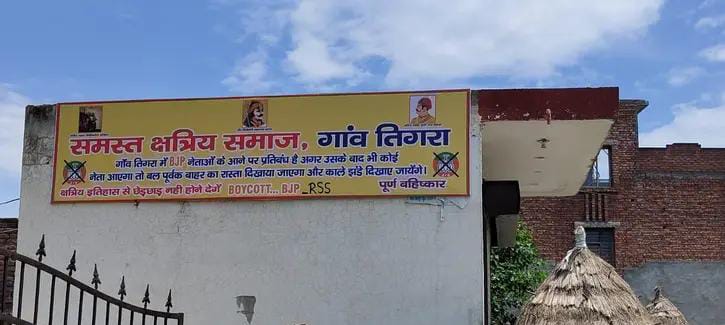 समस्त क्षत्रिय समाज, गांव तिगरा
गाँव तिगरा में BJP नेताओं के आने पर प्रतिबंध है अगर उसके बाद भी कोई
नेता आएगा तो बल पूर्वक बाहर का रास्ता दिखाया जाएगा और काले झंडे दिखाए जायेंगे।
क्षत्रिय इतिहास से छेड़छाड़ नही होने देगें BOYCOTT... BJP_RSS पूर्ण बहिष्कार